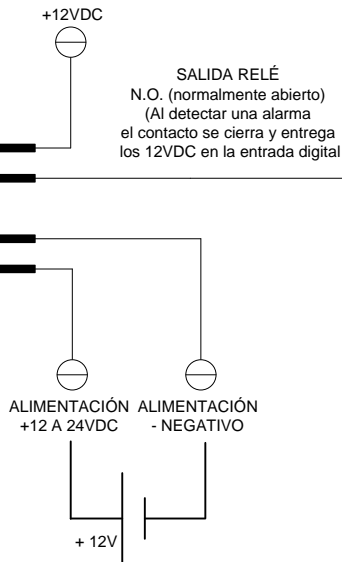 +12VDC
SALIDA RELÉ
N.O. (normalmente abierto)
(Al detectar una alarma
el contacto se cierra y entrega
los 12VDC en la entrada digital
ALIMENTACIÓN
+12 A 24VDC
ALIMENTACIÓN
- NEGATIVO
+ 12V